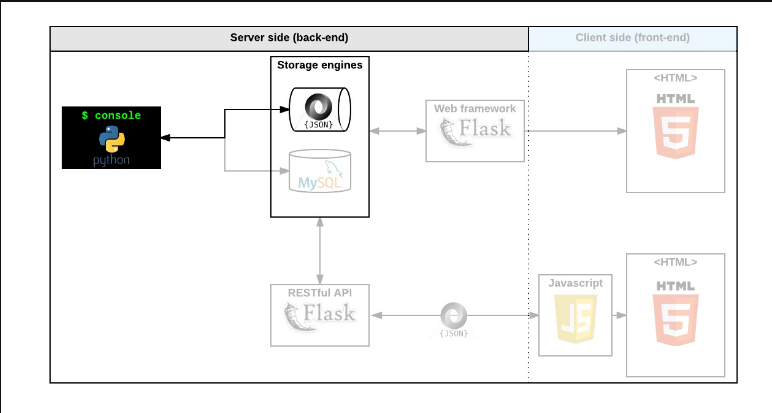 Server side (back-end)
Client side (front-end)
Storage engines
$ console
python
{JSON}
MySQL
Web framework
Flask
<HTML>
HTML
5
RESTful API
Flask
{JSON}
Javascript
JS
<HTML>
HTML
5